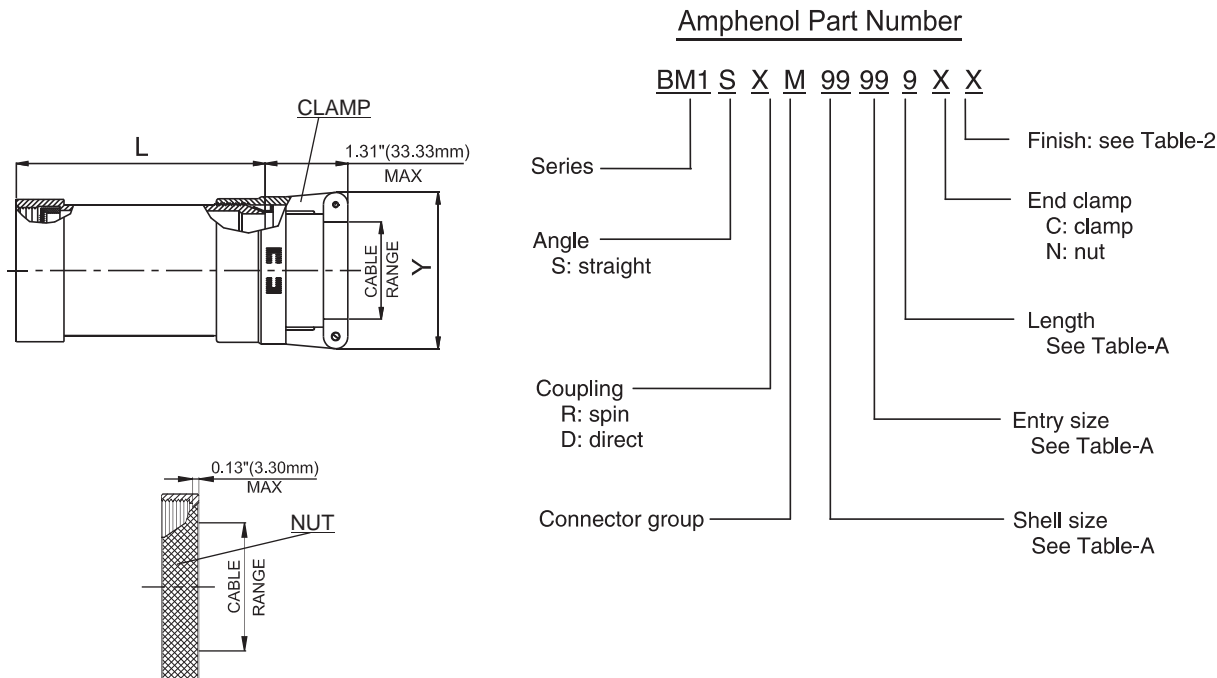 Amphenol Part Number
BM1 S X M 99 99 9 X X
Series
Angle
S: straight
Coupling
R: spin
D: direct
Connector group
Finish: see Table-2
End clamp
C: clamp
N: nut
Length
See Table-A
Entry size
See Table-A
Shell size
See Table-A
CLAMP
L
1.31"(33.33mm)
MAX
CABLE
RANGE
Y
0.13"(3.30mm)
MAX
NUT
CABLE
RANGE